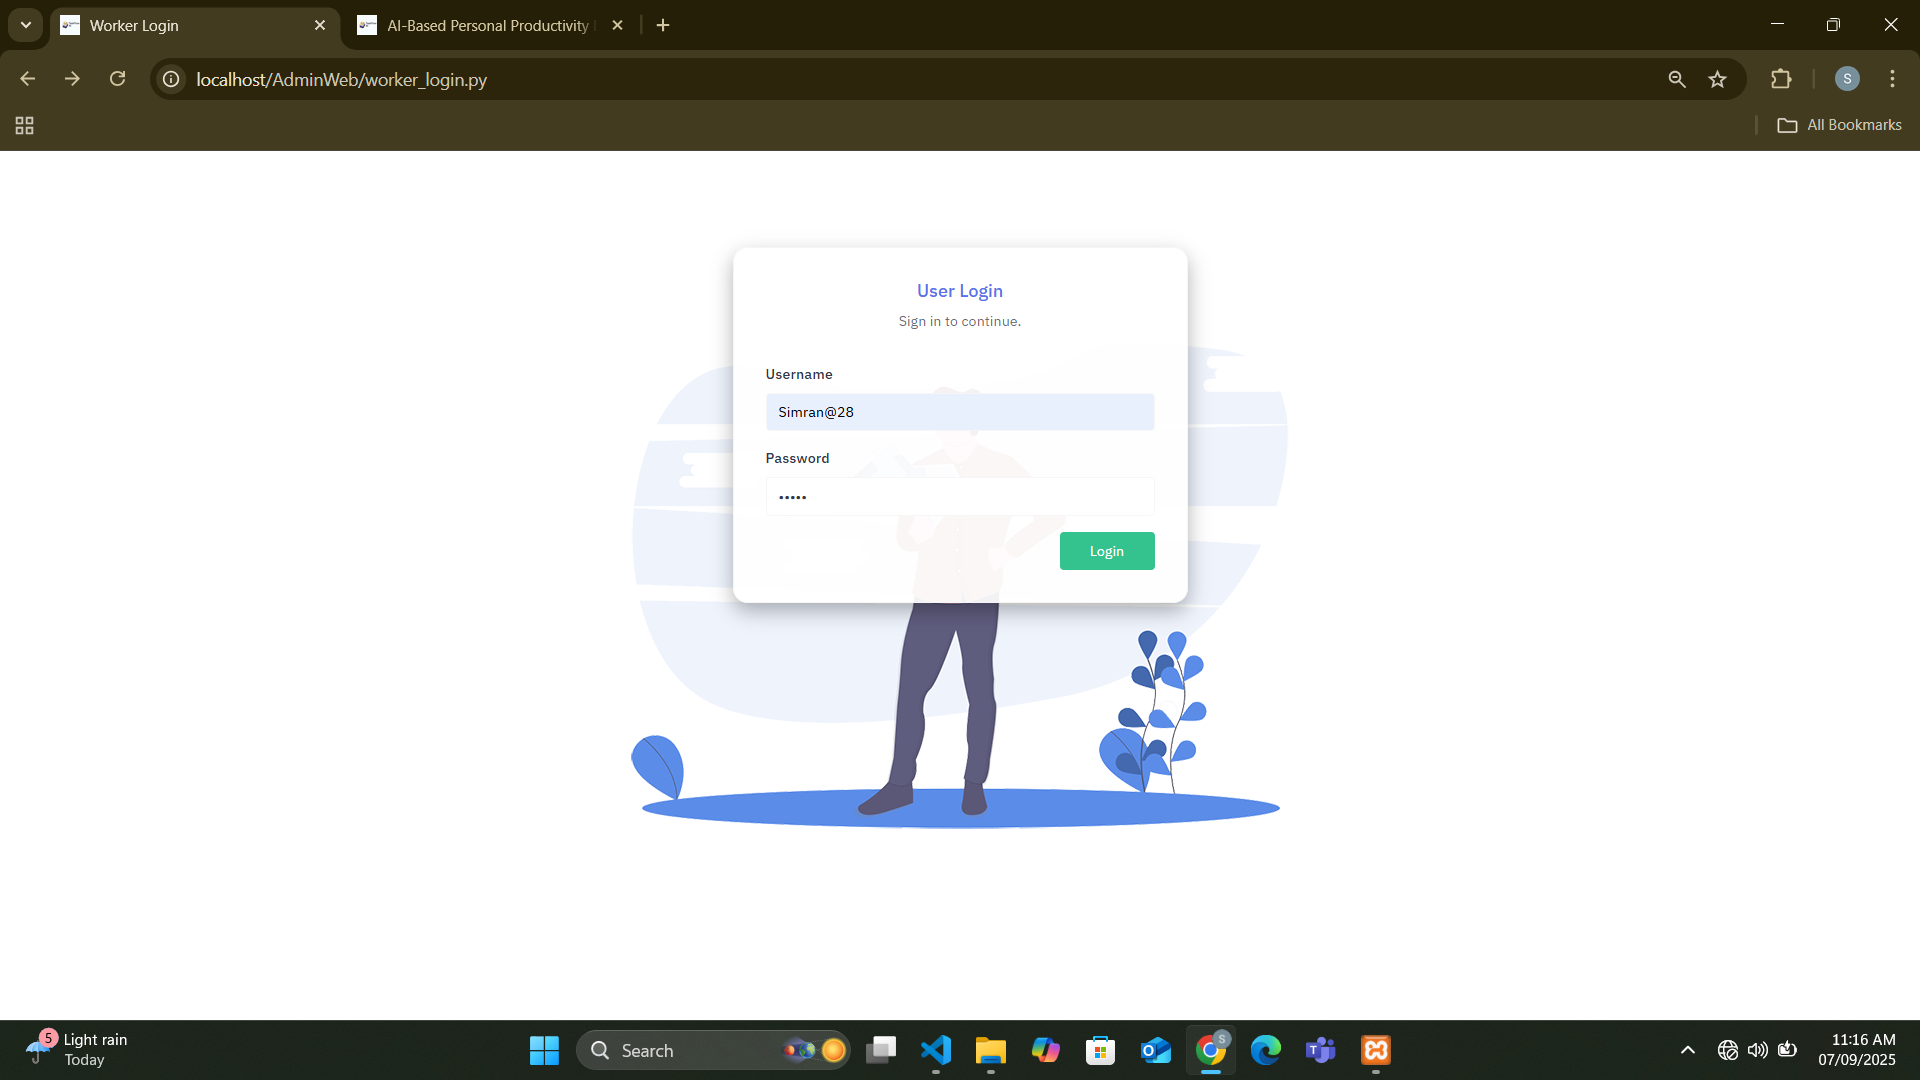 Worker Login
AI-Based Personal Productivity
localhost/AdminWeb/worker_login.py
S
All Bookmarks
User Login
Sign in to continue.
Username
Simran@28
Password
•••••
Login
5
Light rain
Today
Search
S
11:16 AM
07/09/2025